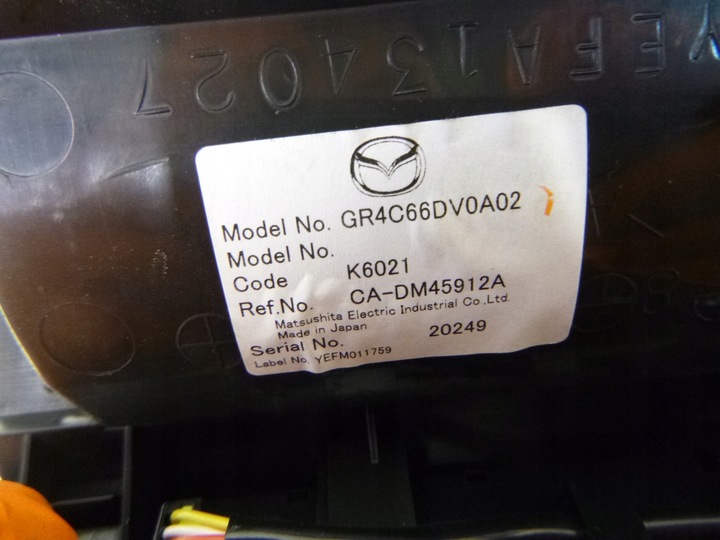 YEFA134027
Model No. GR4C66DV0A02
Model No.
Code K6021
Ref.No. CA-DM45912A
Matsushita Electric Industrial Co.,Ltd.
Made in Japan
Serial No. 20249
Label No. YEFM011759